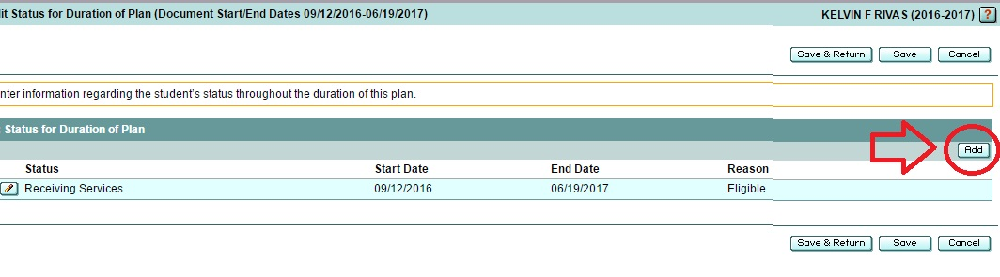 it Status for Duration of Plan (Document Start/End Dates 09/12/2016-06/19/2017) KELVIN F RIVAS (2016-2017) ?
Save & Return Save Cancel
nter information regarding the student's status throughout the duration of this plan.
: Status for Duration of Plan
Add
Status Start Date End Date Reason
Receiving Services 09/12/2016 06/19/2017 Eligible
Save & Return Save Cancel